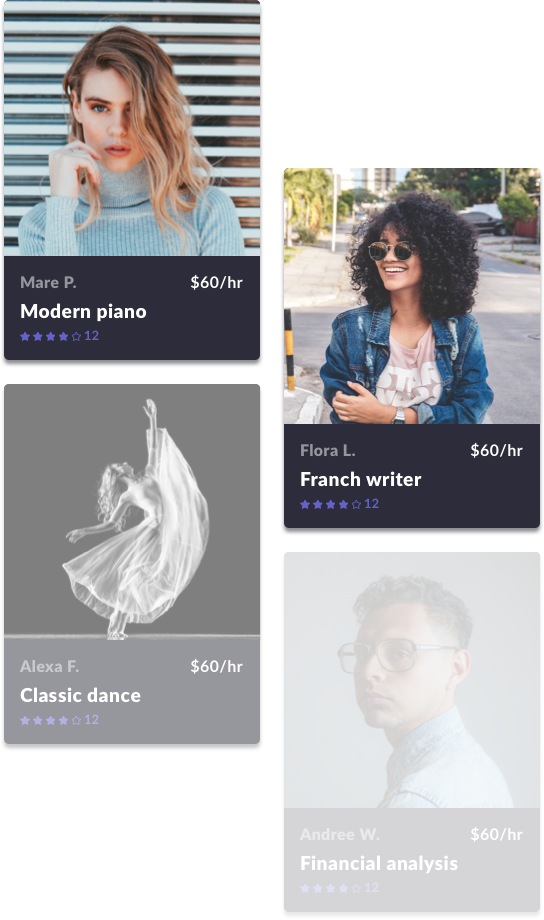 Mare P. $60/hr
Modern piano
12
Flora L. $60/hr
Franch writer
12
Alexa F. $60/hr
Classic dance
12
Andree W. $60/hr
Financial analysis
12